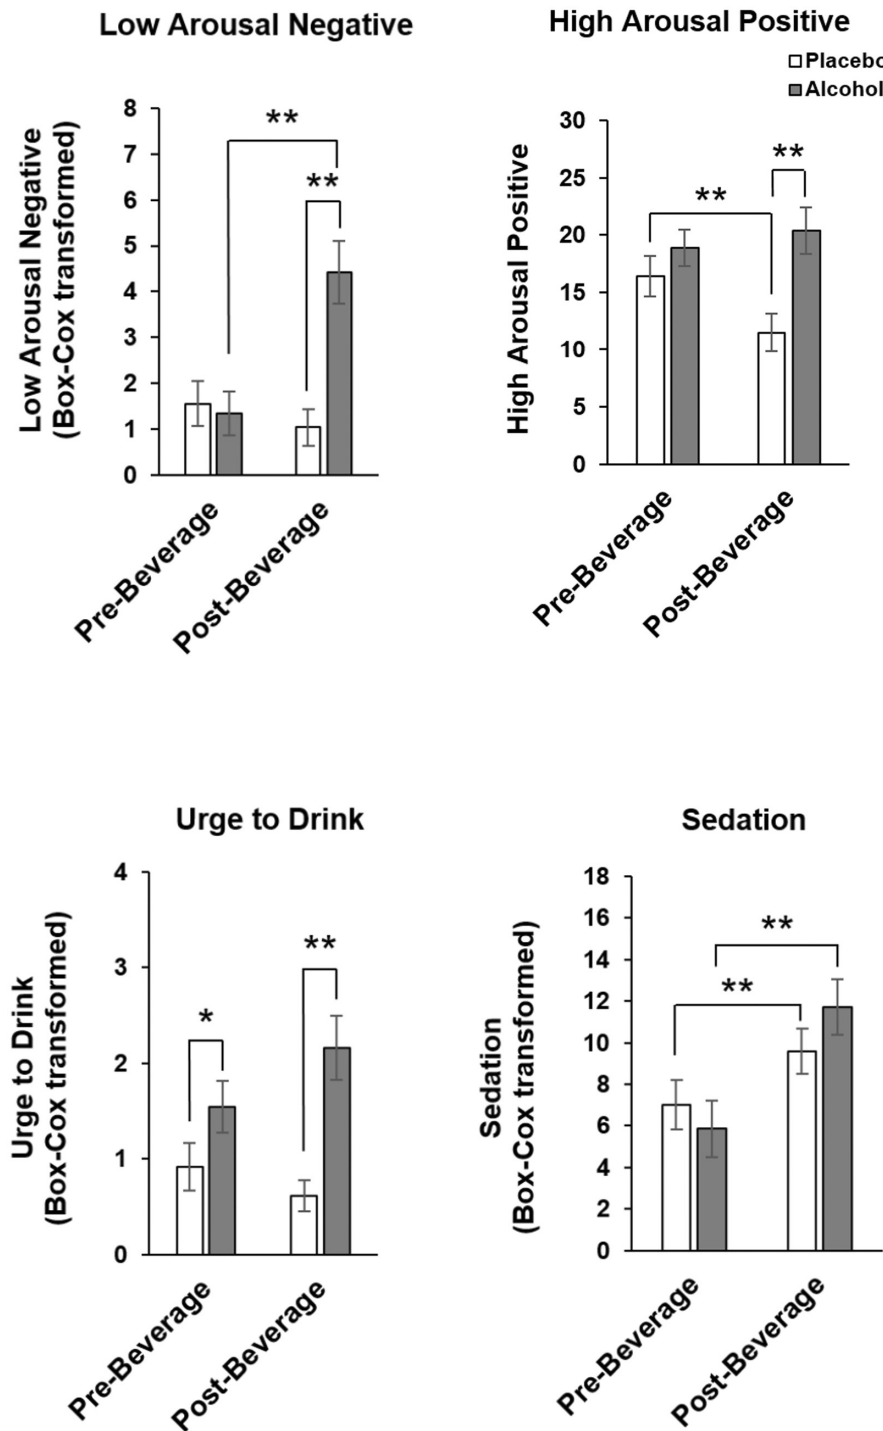 Low Arousal Negative
High Arousal Positive
Placebo
Alcohol
Low Arousal Negative
(Box-Cox transformed)
8
7
6
5
4
3
2
1
0
**
**
Pre-Beverage
Post-Beverage
High Arousal Positive
30
25
20
15
10
5
0
**
**
Pre-Beverage
Post-Beverage
Urge to Drink
Sedation
Urge to Drink
(Box-Cox transformed)
4
3
2
1
0
*
**
Pre-Beverage
Post-Beverage
Sedation
(Box-Cox transformed)
18
16
14
12
10
8
6
4
2
0
**
**
Pre-Beverage
Post-Beverage